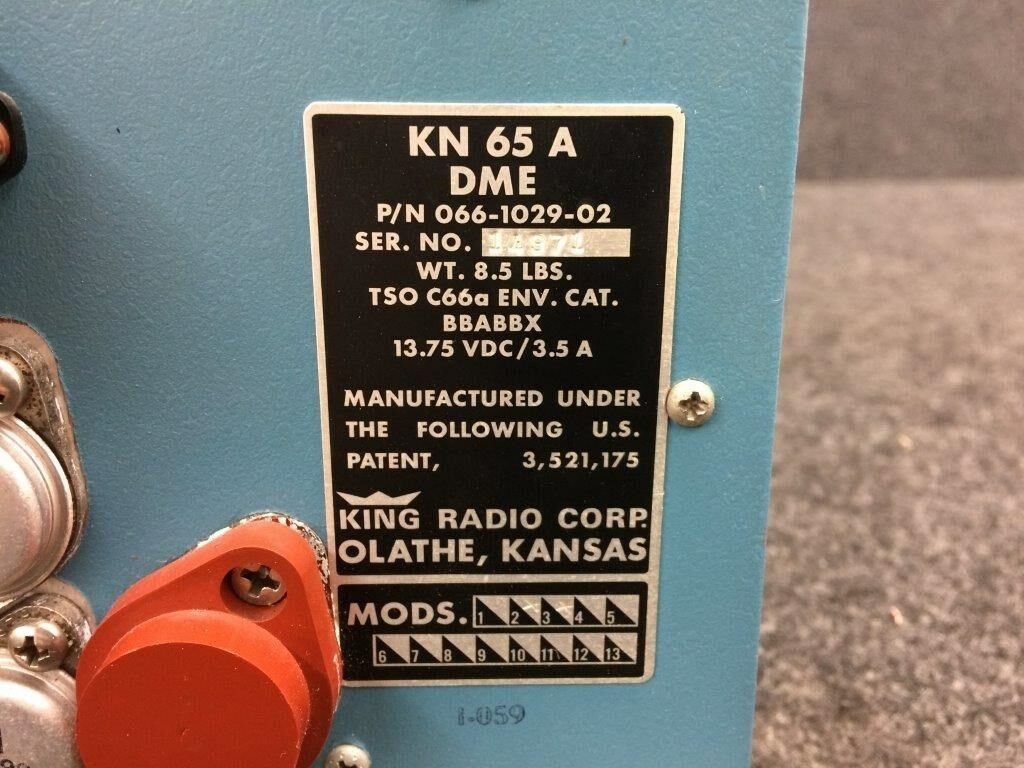 KN 65 A
DME
P/N 066-1029-02
SER. NO.
WT. 8.5 LBS.
TSO C66a ENV. CAT.
BBABBX
13.75 VDC/3.5 A
MANUFACTURED UNDER
THE FOLLOWING U.S.
PATENT, 3,521,175
KING RADIO CORP.
OLATHE, KANSAS
MODS. 1 2 3 4 5
6 7 8 9 10 11 12 13
1-059